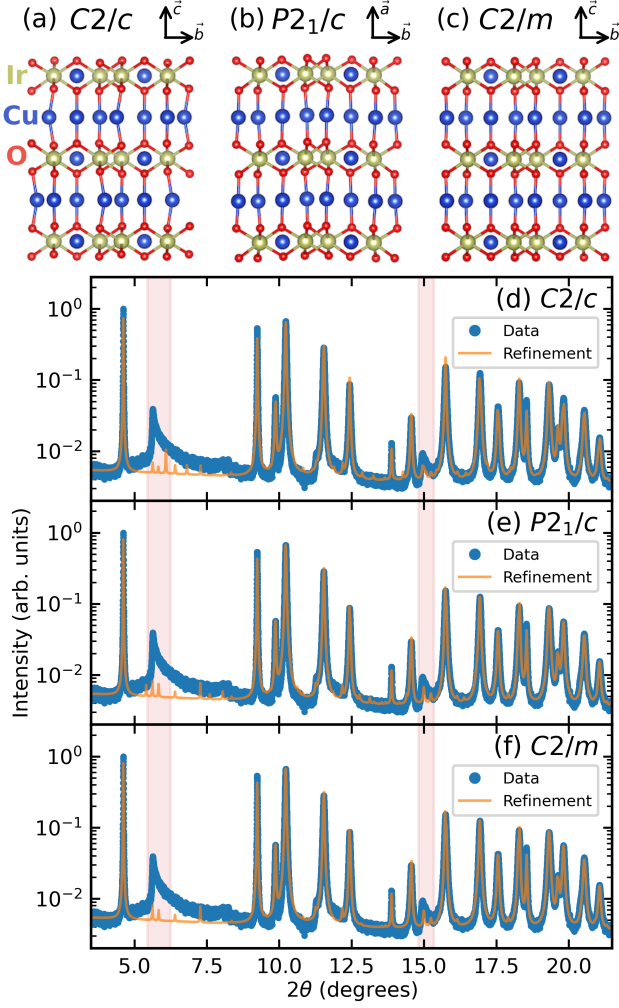 (a) C2/c c⃗ b⃗ (b) P2₁/c a⃗ b⃗ (c) C2/m c⃗ b⃗
Ir
Cu
O
(d) C2/c
Data
Refinement
10⁰
10⁻¹
10⁻²
(e) P2₁/c
Data
Refinement
10⁰
10⁻¹
10⁻²
Intensity (arb. units)
(f) C2/m
Data
Refinement
10⁰
10⁻¹
10⁻²
5.0 7.5 10.0 12.5 15.0 17.5 20.0
2θ (degrees)